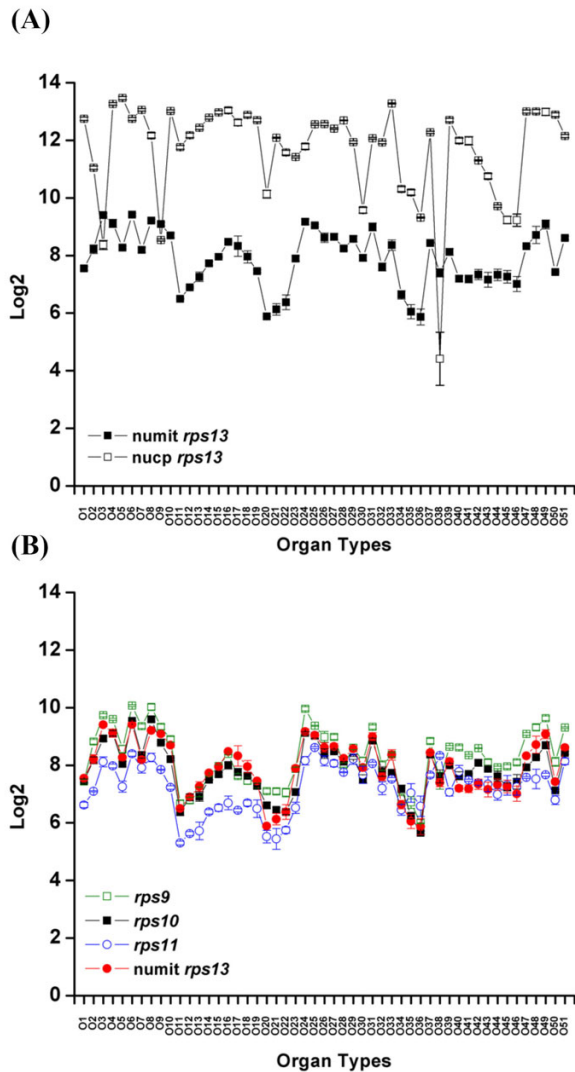 (A)
14
12
10
8
6
4
2
0
Log2
numit rps13
nucp rps13
O1 O2 O3 O4 O5 O6 O7 O8 O9 O10 O11 O12 O13 O14 O15 O16 O17 O18 O19 O20 O21 O22 O23 O24 O25 O26 O27 O28 O29 O30 O31 O32 O33 O34 O35 O36 O37 O38 O39 O40 O41 O42 O43 O44 O45 O46 O47 O48 O49 O50 O51
Organ Types
(B)
14
12
10
8
6
4
2
0
Log2
rps9
rps10
rps11
numit rps13
O1 O2 O3 O4 O5 O6 O7 O8 O9 O10 O11 O12 O13 O14 O15 O16 O17 O18 O19 O20 O21 O22 O23 O24 O25 O26 O27 O28 O29 O30 O31 O32 O33 O34 O35 O36 O37 O38 O39 O40 O41 O42 O43 O44 O45 O46 O47 O48 O49 O50 O51
Organ Types